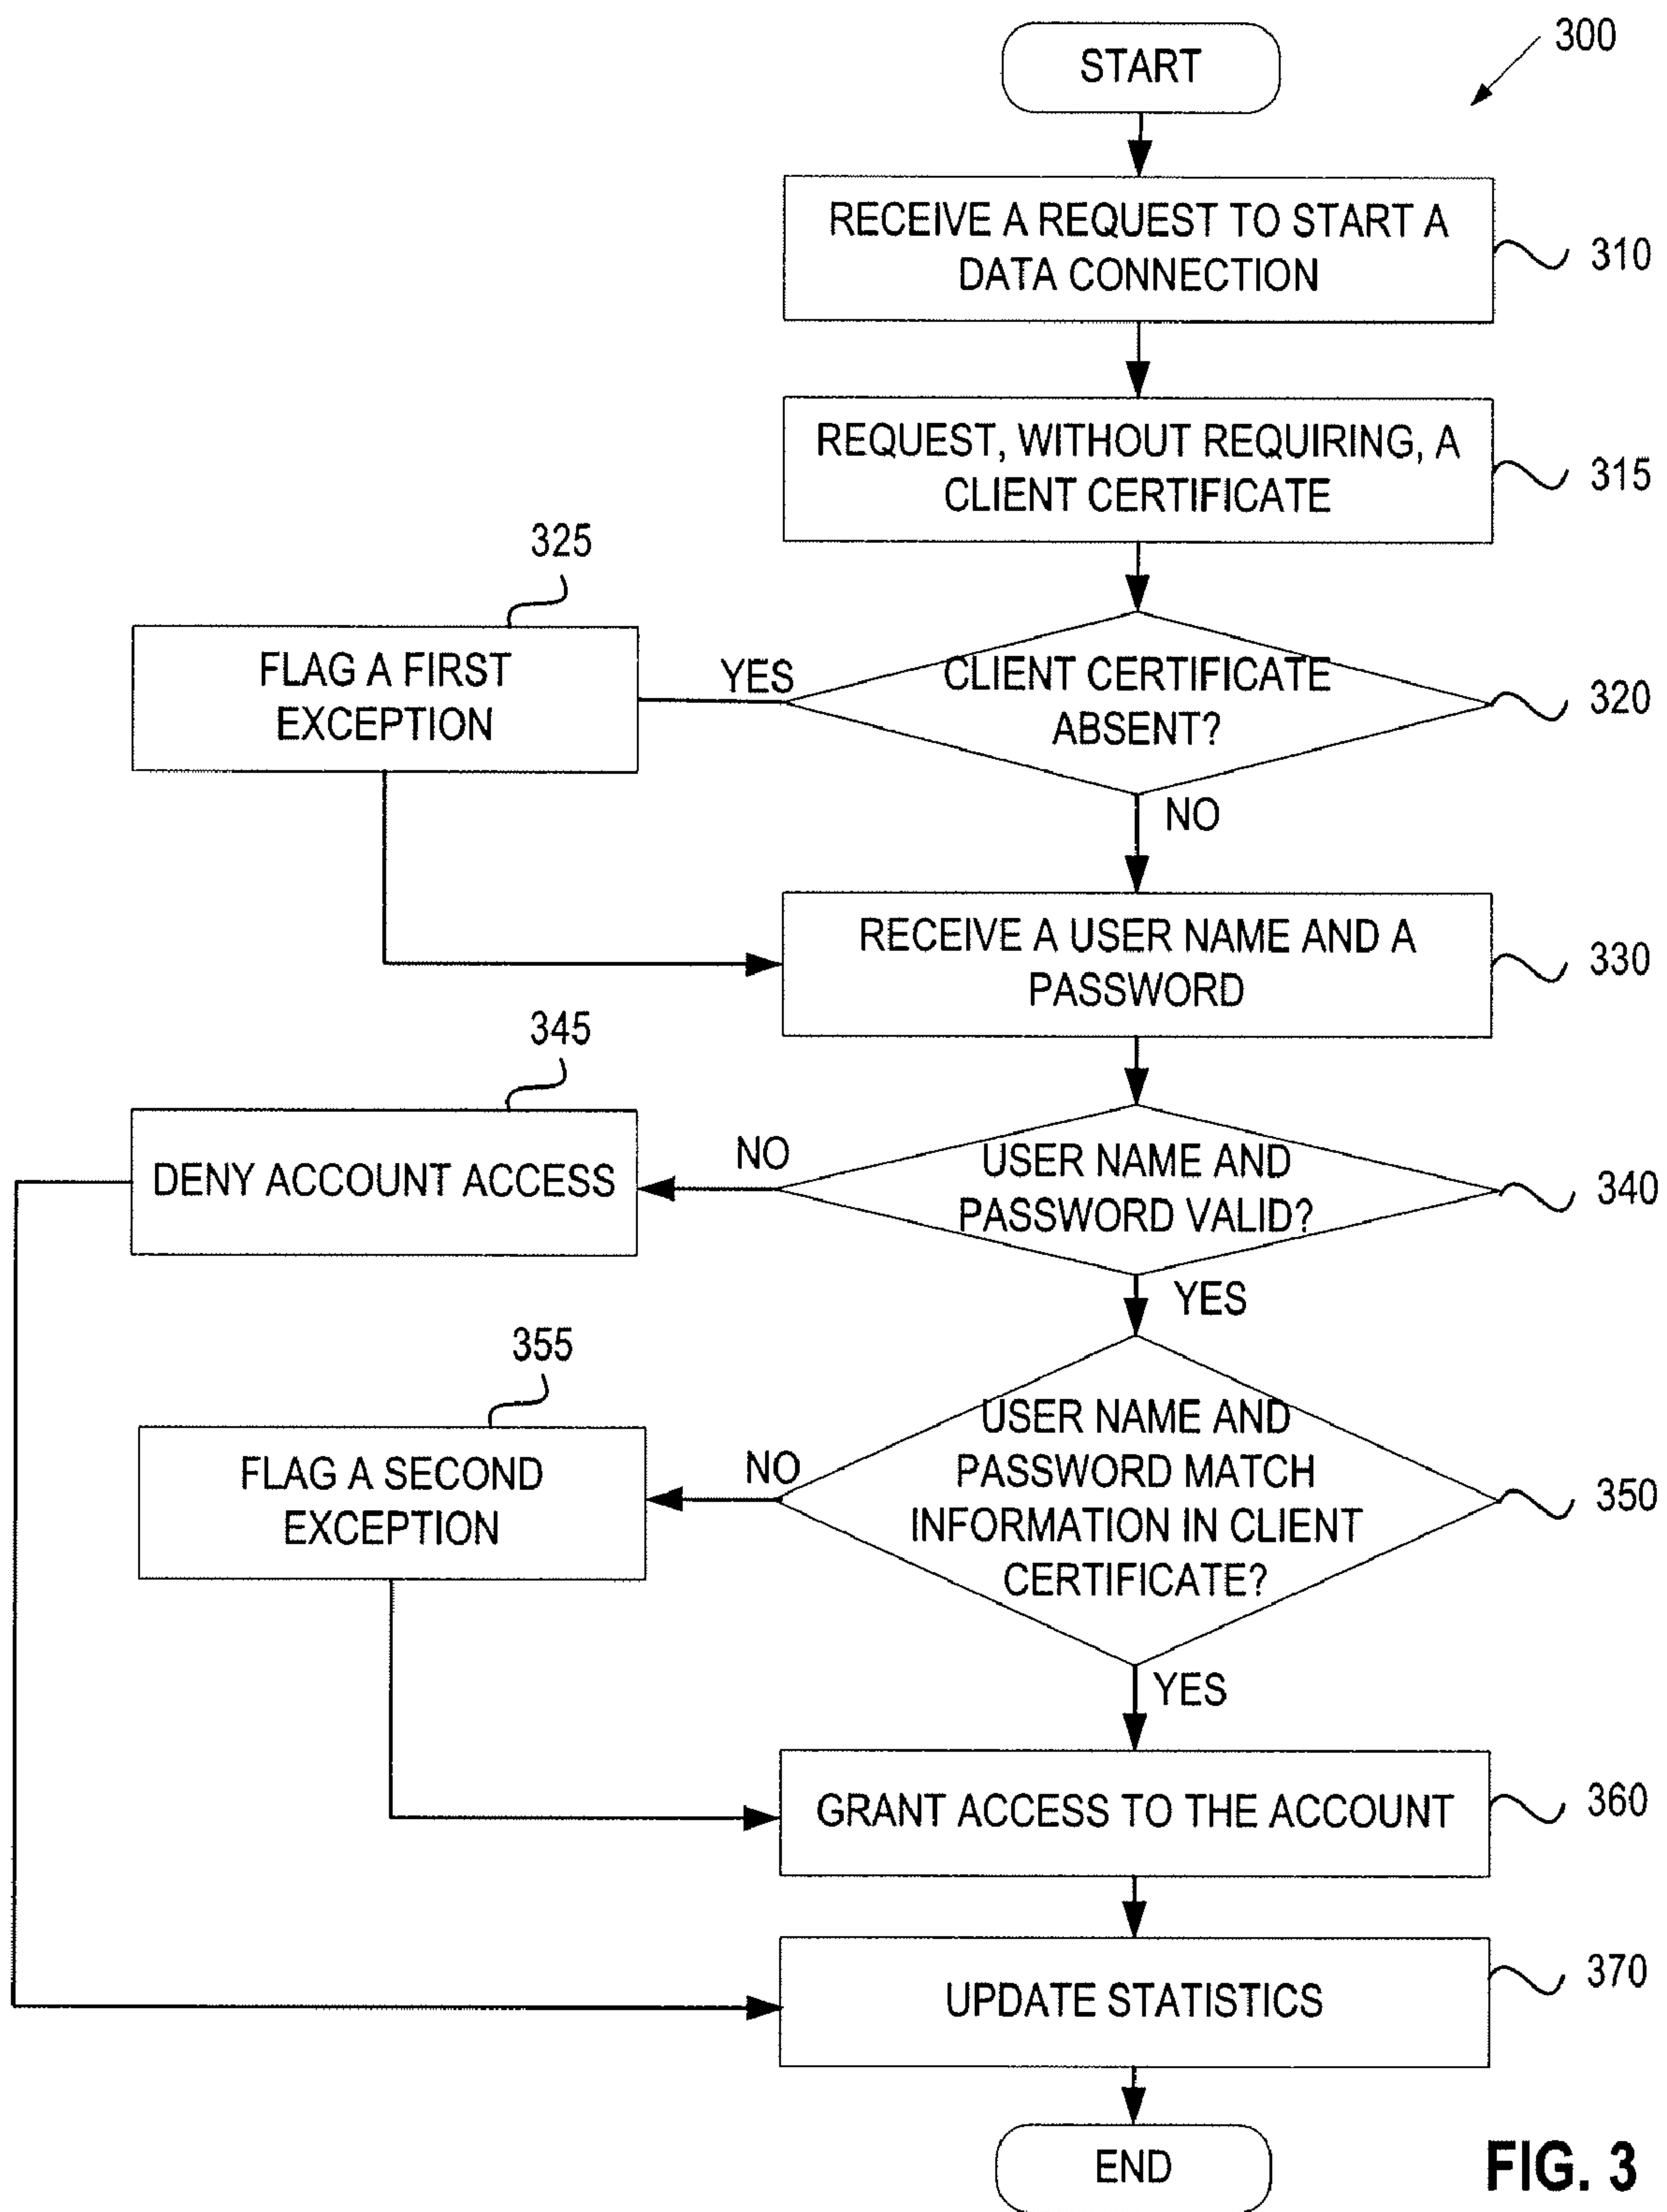 300
START
RECEIVE A REQUEST TO START A
DATA CONNECTION
310
REQUEST, WITHOUT REQUIRING, A
CLIENT CERTIFICATE
315
325
FLAG A FIRST
EXCEPTION
YES
CLIENT CERTIFICATE
ABSENT?
320
NO
RECEIVE A USER NAME AND A
PASSWORD
330
345
DENY ACCOUNT ACCESS
NO
USER NAME AND
PASSWORD VALID?
340
YES
355
FLAG A SECOND
EXCEPTION
NO
USER NAME AND
PASSWORD MATCH
INFORMATION IN CLIENT
CERTIFICATE?
350
YES
GRANT ACCESS TO THE ACCOUNT
360
UPDATE STATISTICS
370
END
FIG. 3